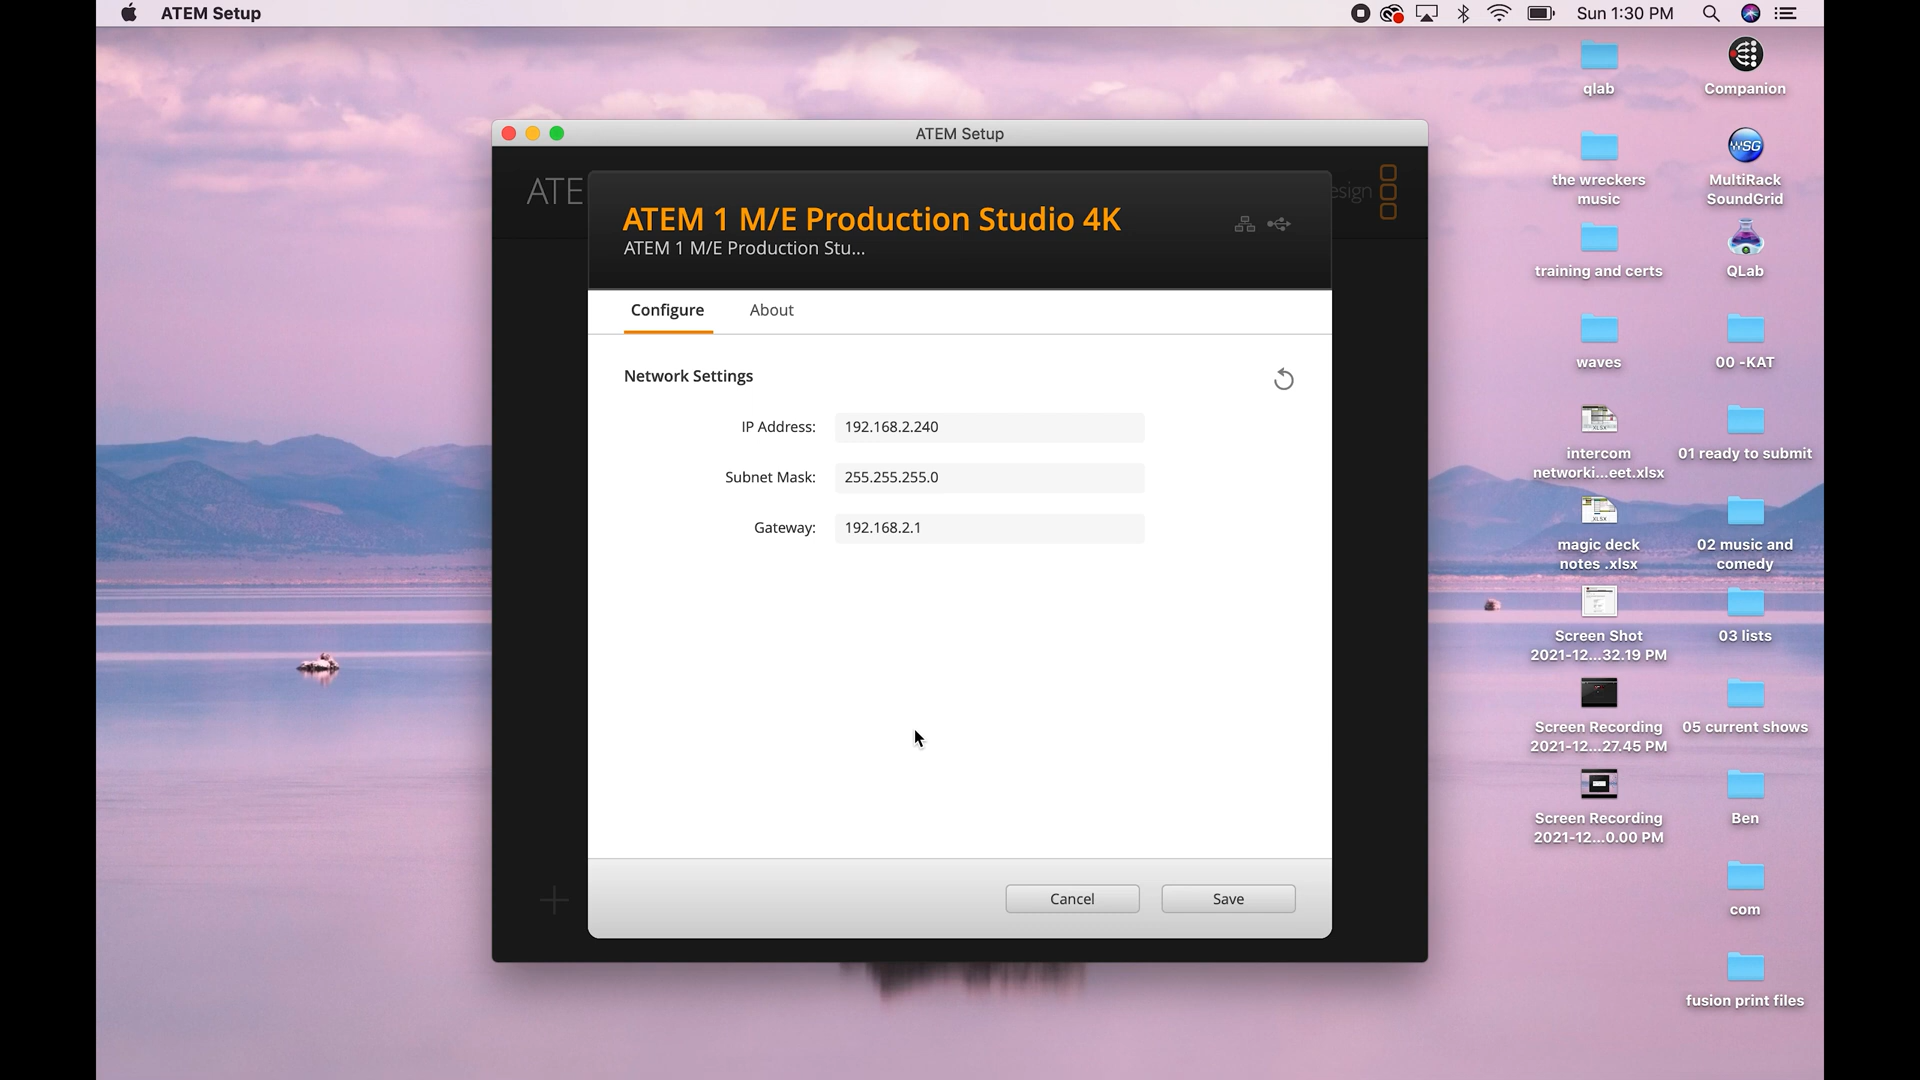 ATEM Setup
Sun 1:30 PM
ATEM Setup
ATE
esign
ATEM 1 M/E Production Studio 4K
ATEM 1 M/E Production Stu...
Configure
About
Network Settings
IP Address:
192.168.2.240
Subnet Mask:
255.255.255.0
Gateway:
192.168.2.1
Cancel
Save
qlab
Companion
the wreckers
music
WSG
MultiRack
SoundGrid
training and certs
QLab
waves
00 -KAT
XLSX
intercom
networki...eet.xlsx
01 ready to submit
XLSX
magic deck
notes .xlsx
02 music and
comedy
Screen Shot
2021-12...32.19 PM
03 lists
Screen Recording
2021-12...27.45 PM
05 current shows
Screen Recording
2021-12...0.00 PM
Ben
com
fusion print files